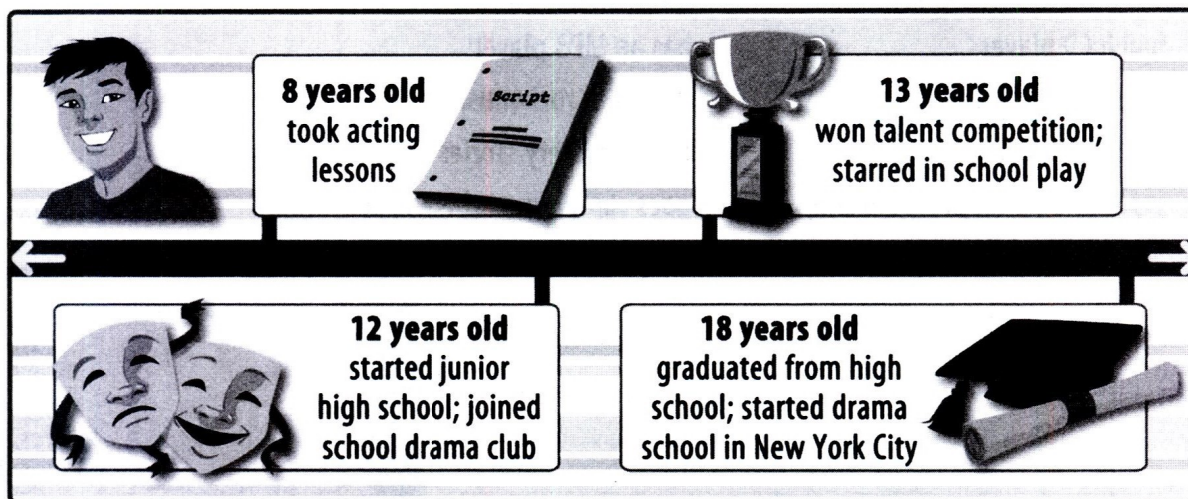 8 years old
took acting
lessons
Script
13 years old
won talent competition;
starred in school play
12 years old
started junior
high school; joined
school drama club
18 years old
graduated from high
school; started drama
school in New York City